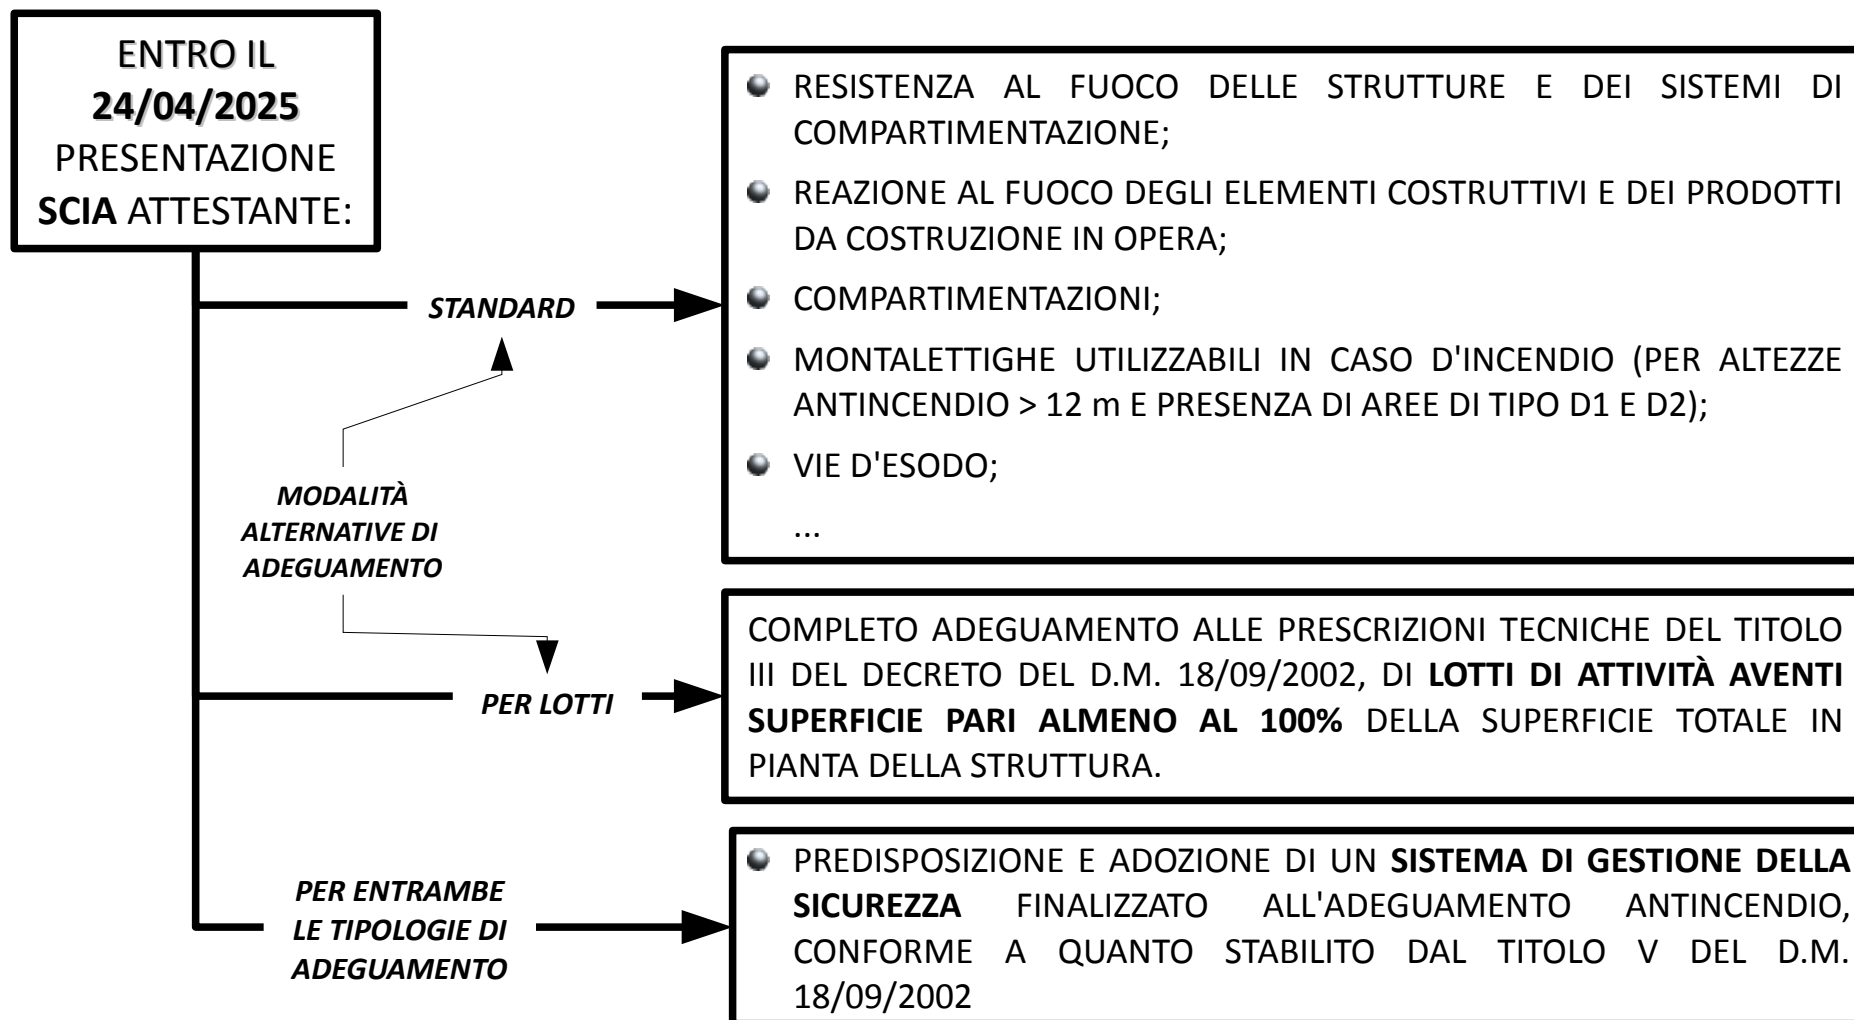 ENTRO IL
24/04/2025
PRESENTAZIONE
SCIA ATTESTANTE:
STANDARD
RESISTENZA AL FUOCO DELLE STRUTTURE E DEI SISTEMI DI
COMPARTIMENTAZIONE;
REAZIONE AL FUOCO DEGLI ELEMENTI COSTRUTTIVI E DEI PRODOTTI
DA COSTRUZIONE IN OPERA;
COMPARTIMENTAZIONI;
MONTALETTIGHE UTILIZZABILI IN CASO D'INCENDIO (PER ALTEZZE
ANTINCENDIO > 12 m E PRESENZA DI AREE DI TIPO D1 E D2);
VIE D'ESODO;
...
MODALITÀ
ALTERNATIVE DI
ADEGUAMENTO
PER LOTTI
COMPLETO ADEGUAMENTO ALLE PRESCRIZIONI TECNICHE DEL TITOLO
III DEL DECRETO DEL D.M. 18/09/2002, DI LOTTI DI ATTIVITÀ AVENTI
SUPERFICIE PARI ALMENO AL 100% DELLA SUPERFICIE TOTALE IN
PIANTA DELLA STRUTTURA.
PER ENTRAMBE
LE TIPOLOGIE DI
ADEGUAMENTO
PREDISPOSIZIONE E ADOZIONE DI UN SISTEMA DI GESTIONE DELLA
SICUREZZA FINALIZZATO ALL'ADEGUAMENTO ANTINCENDIO,
CONFORME A QUANTO STABILITO DAL TITOLO V DEL D.M.
18/09/2002